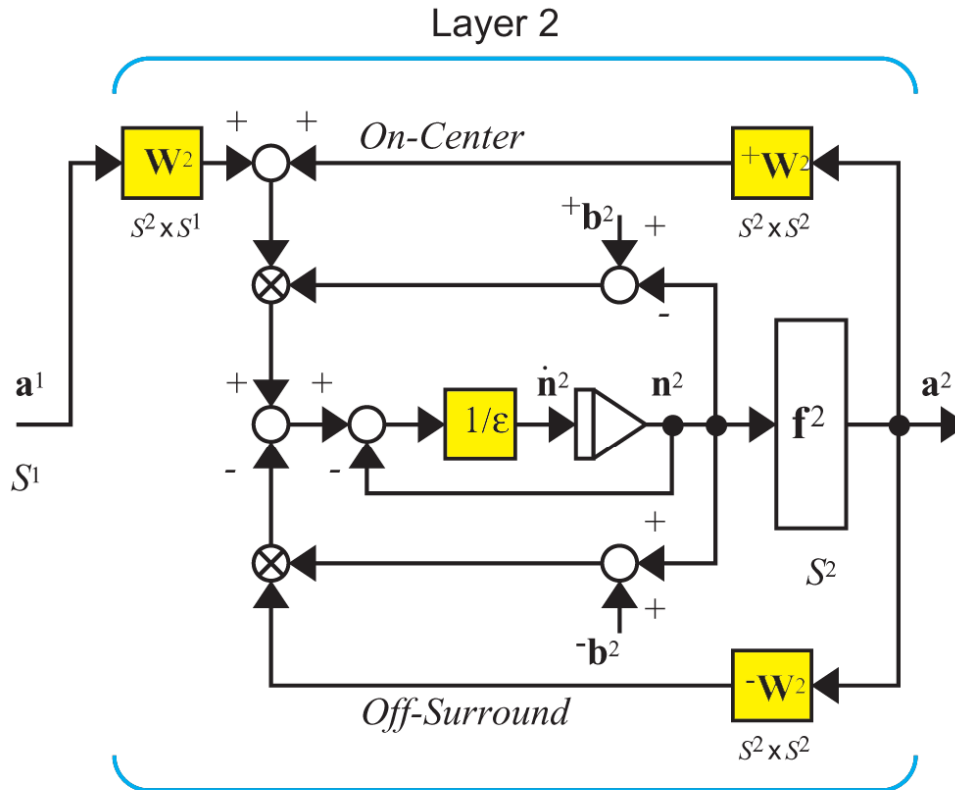 Layer 2
+ + On-Center
W² ⁺W²
S² x S¹ ⁺b² + S² x S²
-
a¹ + + 1/ε ṅ² n² f² a²
S¹ - -
+ S²
+
⁻b²
⁻W²
Off-Surround
S² x S²